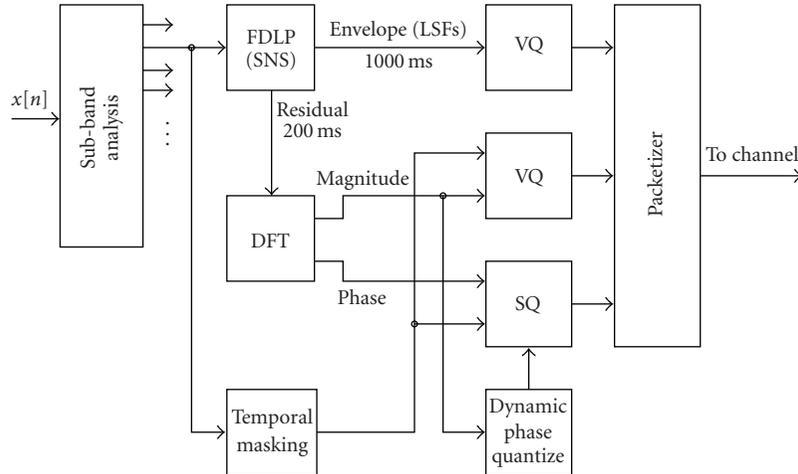 x[n]
Sub-band
analysis
. . .
FDLP
(SNS)
Envelope (LSFs)
1000 ms
VQ
Residual
200 ms
Magnitude
VQ
DFT
Phase
SQ
Packetizer
To channel
Temporal
masking
Dynamic
phase
quantize